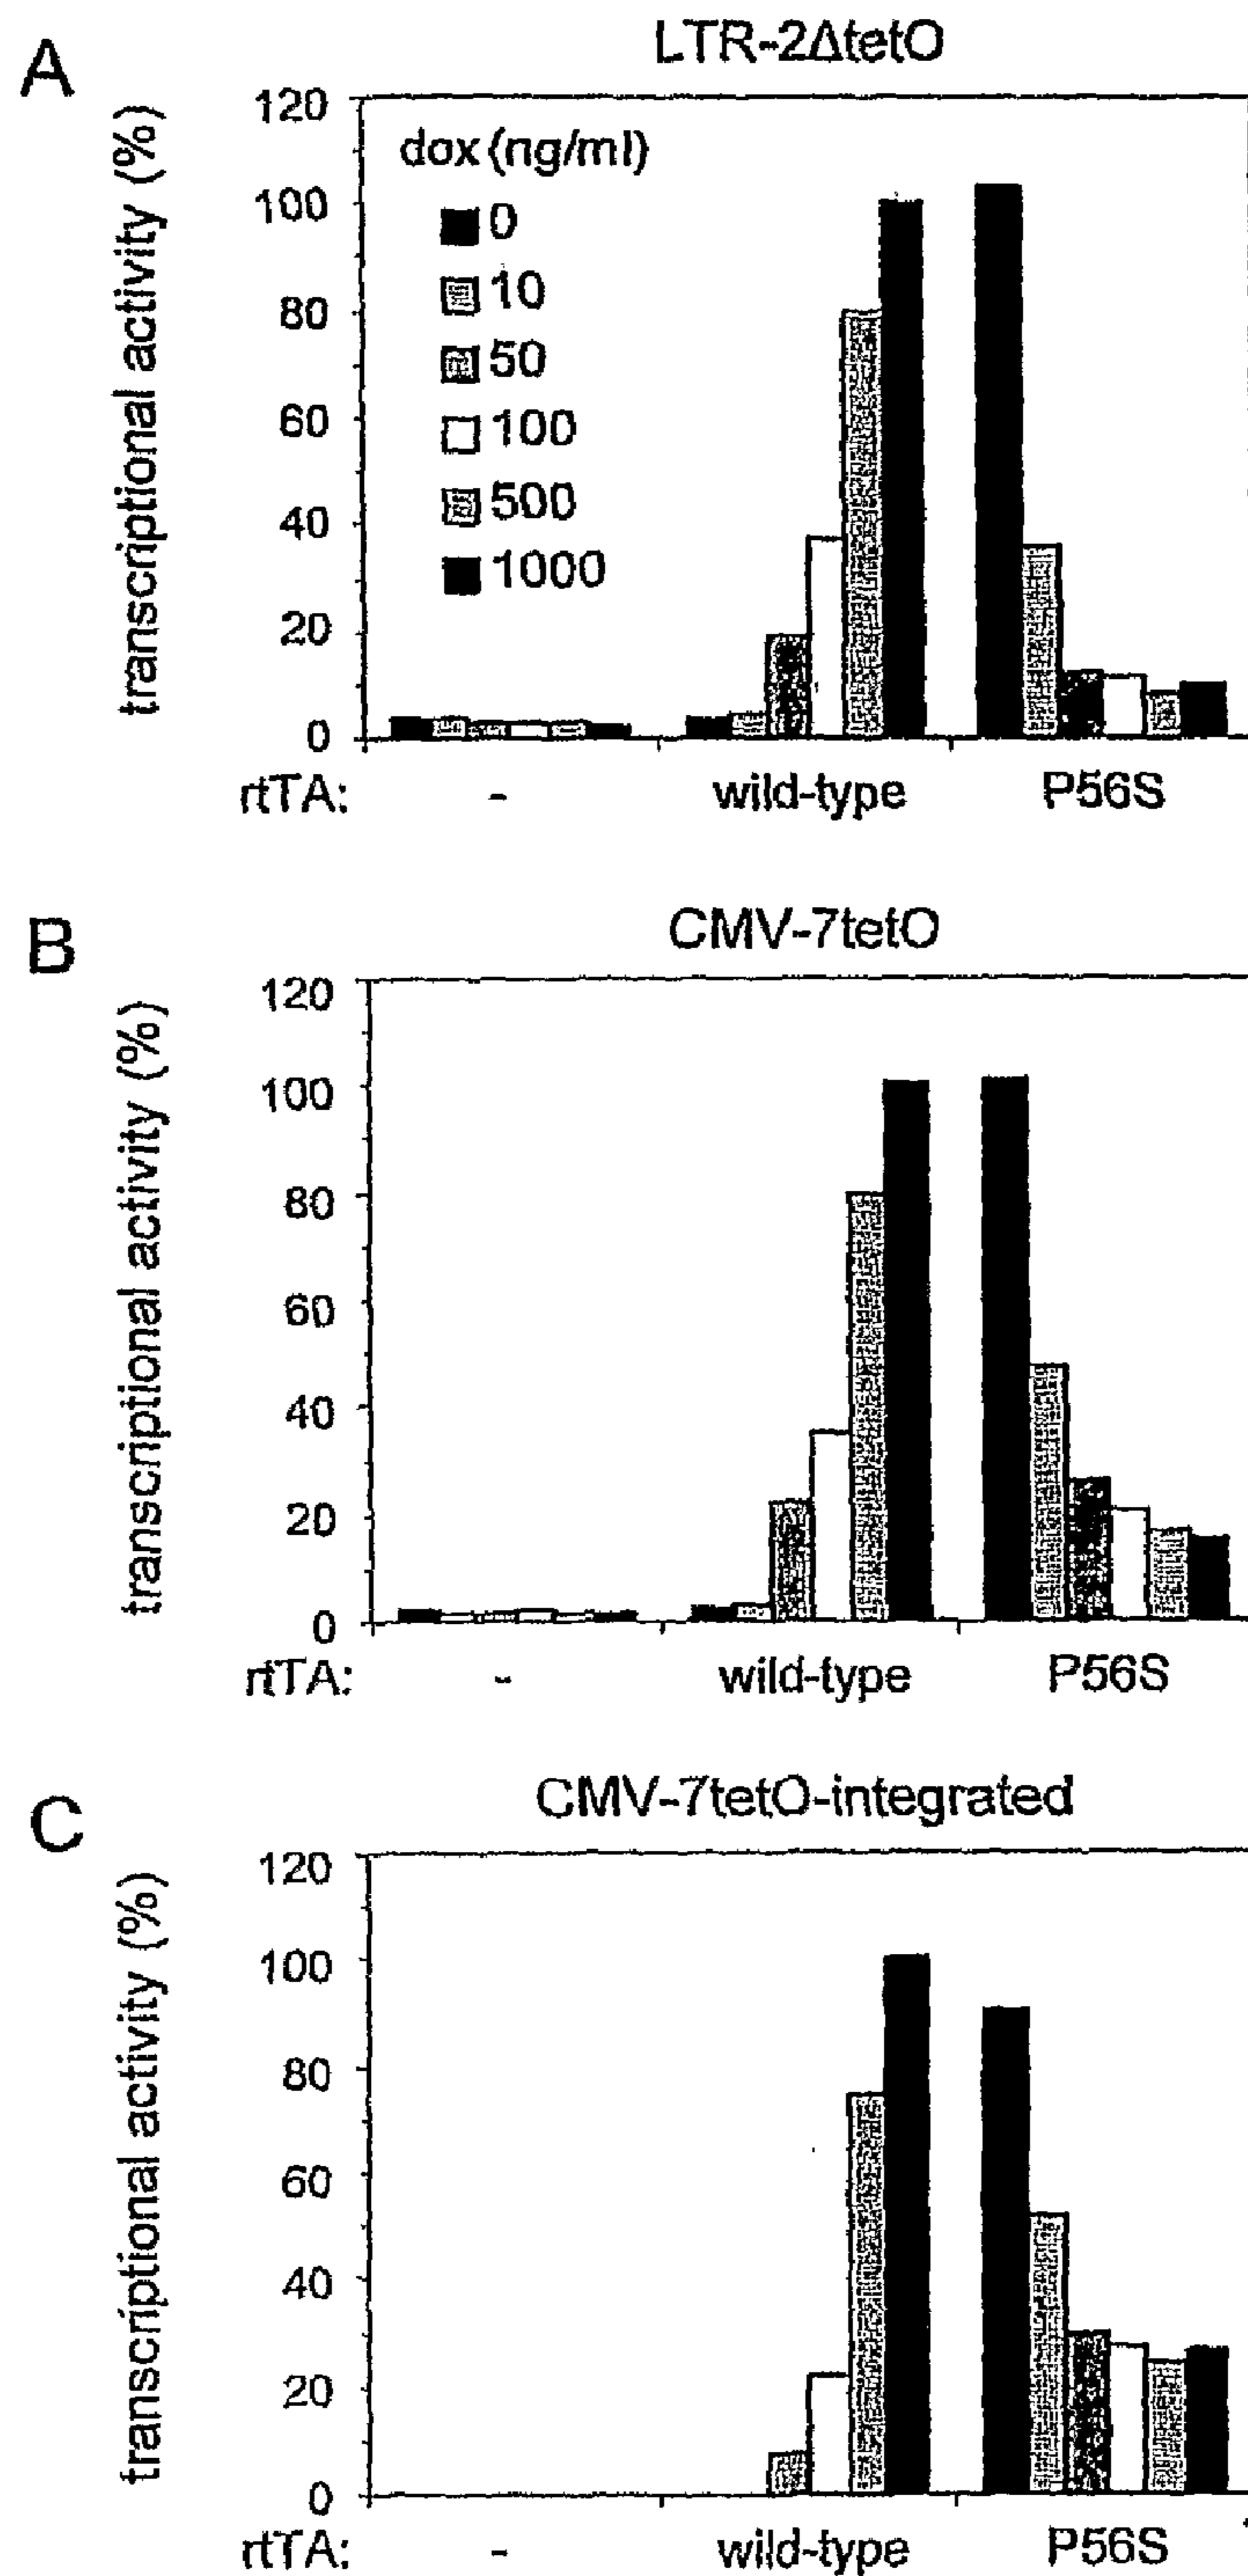 A
LTR-2ΔtetO
transcriptional activity (%)
120
100
80
60
40
20
0
dox (ng/ml)
0
10
50
100
500
1000
rtTA: - wild-type P56S
B
CMV-7tetO
transcriptional activity (%)
120
100
80
60
40
20
0
rtTA: - wild-type P56S
C
CMV-7tetO-integrated
transcriptional activity (%)
120
100
80
60
40
20
0
rtTA: - wild-type P56S